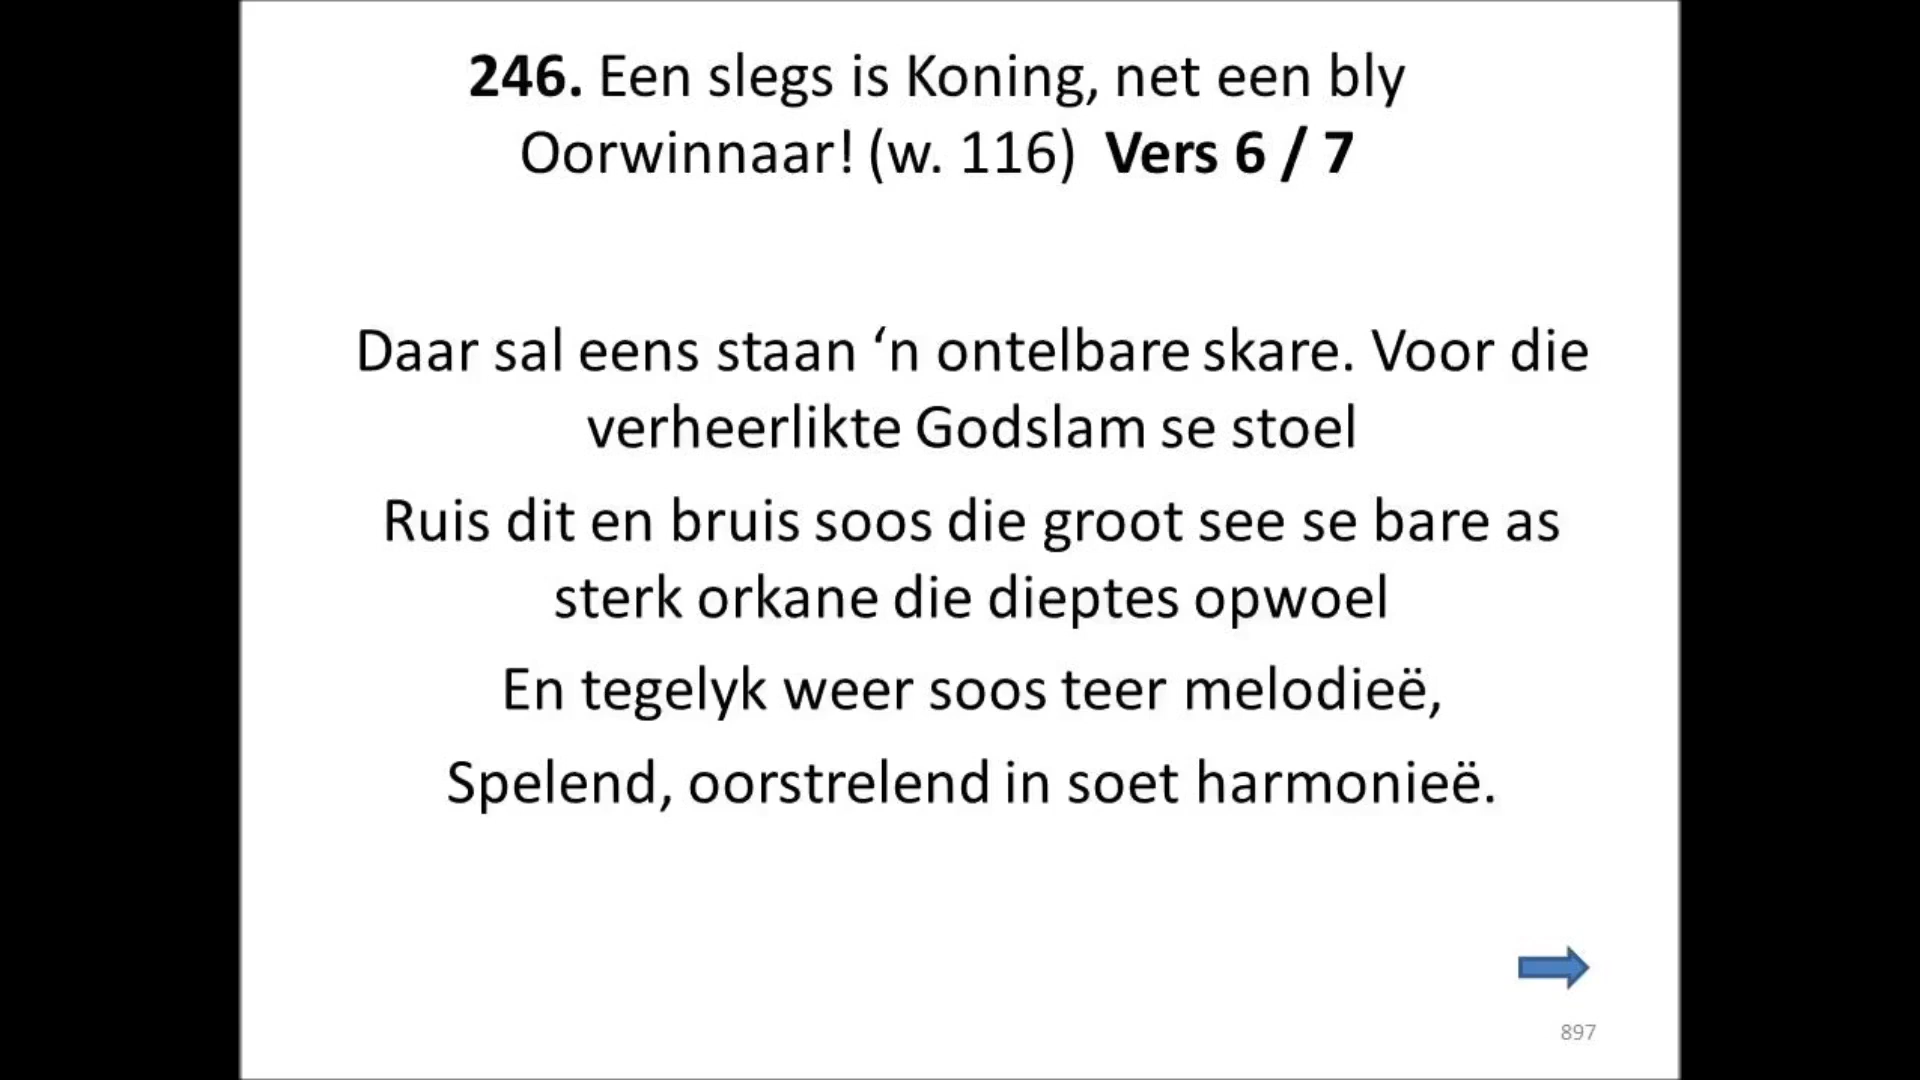 246. Een slegs is Koning, net een bly
Oorwinnaar! (w. 116) Vers 6 / 7
Daar sal eens staan ‘n ontelbare skare. Voor die
verheerlikte Godslam se stoel
Ruis dit en bruis soos die groot see se bare as
sterk orkane die dieptes opwoel
En tegelyk weer soos teer melodieë,
Spelend, oorstrelend in soet harmonieë.
897